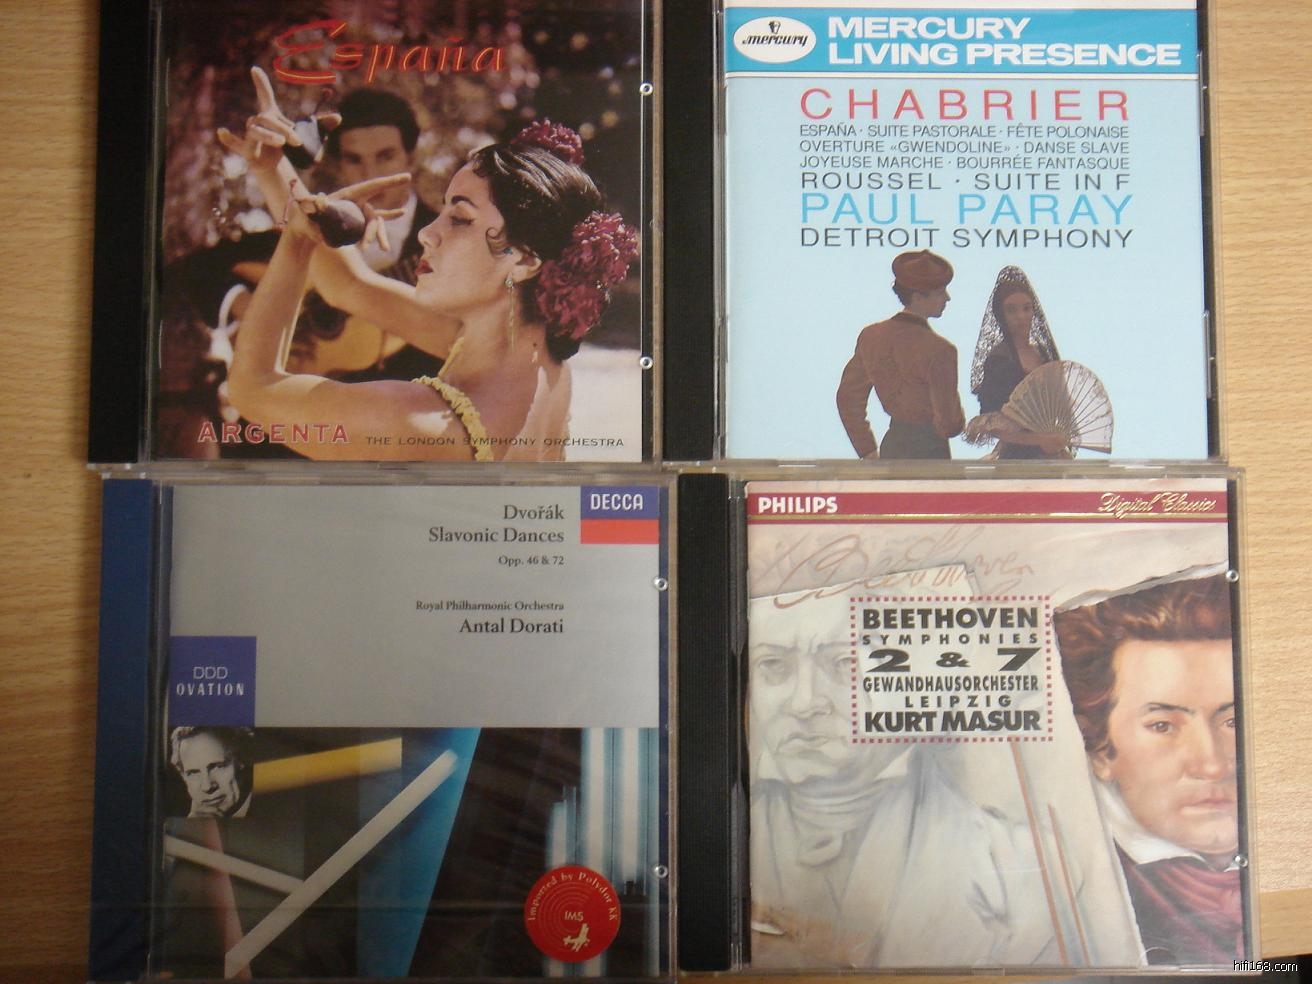 España
ARGENTA THE LONDON SYMPHONY ORCHESTRA
mercury
MERCURY
LIVING PRESENCE
CHABRIER
ESPAÑA · SUITE PASTORALE · FÊTE POLONAISE
OVERTURE «GWENDOLINE» · DANSE SLAVE
JOYEUSE MARCHE · BOURRÉE FANTASQUE
ROUSSEL · SUITE IN F
PAUL PARAY
DETROIT SYMPHONY
DECCA
Dvořák
Slavonic Dances
Opp. 46 & 72
Royal Philharmonic Orchestra
Antal Dorati
DDD
OVATION
Imported by Polydor KK
IMS
PHILIPS
Digital Classics
Beethoven
BEETHOVEN
SYMPHONIES
2 & 7
GEWANDHAUSORCHESTER
LEIPZIG
KURT MASUR
hifi168.com